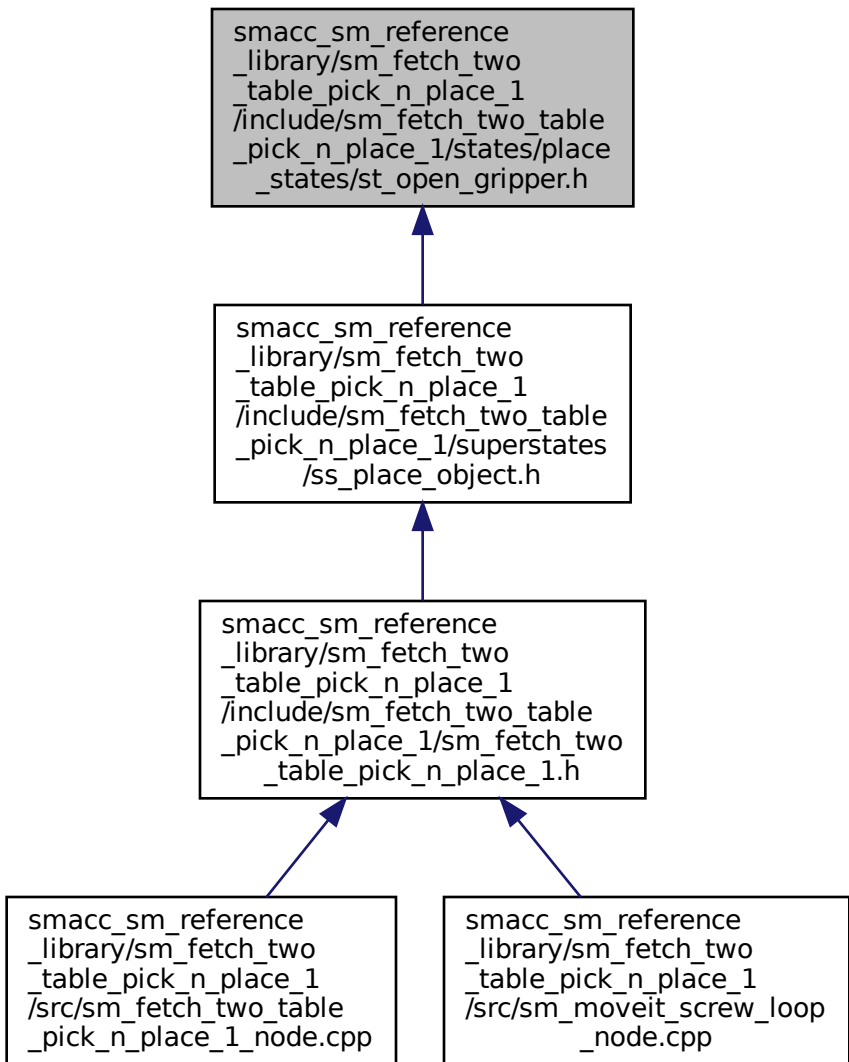 smacc_sm_reference
_library/sm_fetch_two
_table_pick_n_place_1
/include/sm_fetch_two_table
_pick_n_place_1/states/place
_states/st_open_gripper.h
smacc_sm_reference
_library/sm_fetch_two
_table_pick_n_place_1
/include/sm_fetch_two_table
_pick_n_place_1/superstates
/ss_place_object.h
smacc_sm_reference
_library/sm_fetch_two
_table_pick_n_place_1
/include/sm_fetch_two_table
_pick_n_place_1/sm_fetch_two
_table_pick_n_place_1.h
smacc_sm_reference
_library/sm_fetch_two
_table_pick_n_place_1
/src/sm_fetch_two_table
_pick_n_place_1_node.cpp
smacc_sm_reference
_library/sm_fetch_two
_table_pick_n_place_1
/src/sm_moveit_screw_loop
_node.cpp